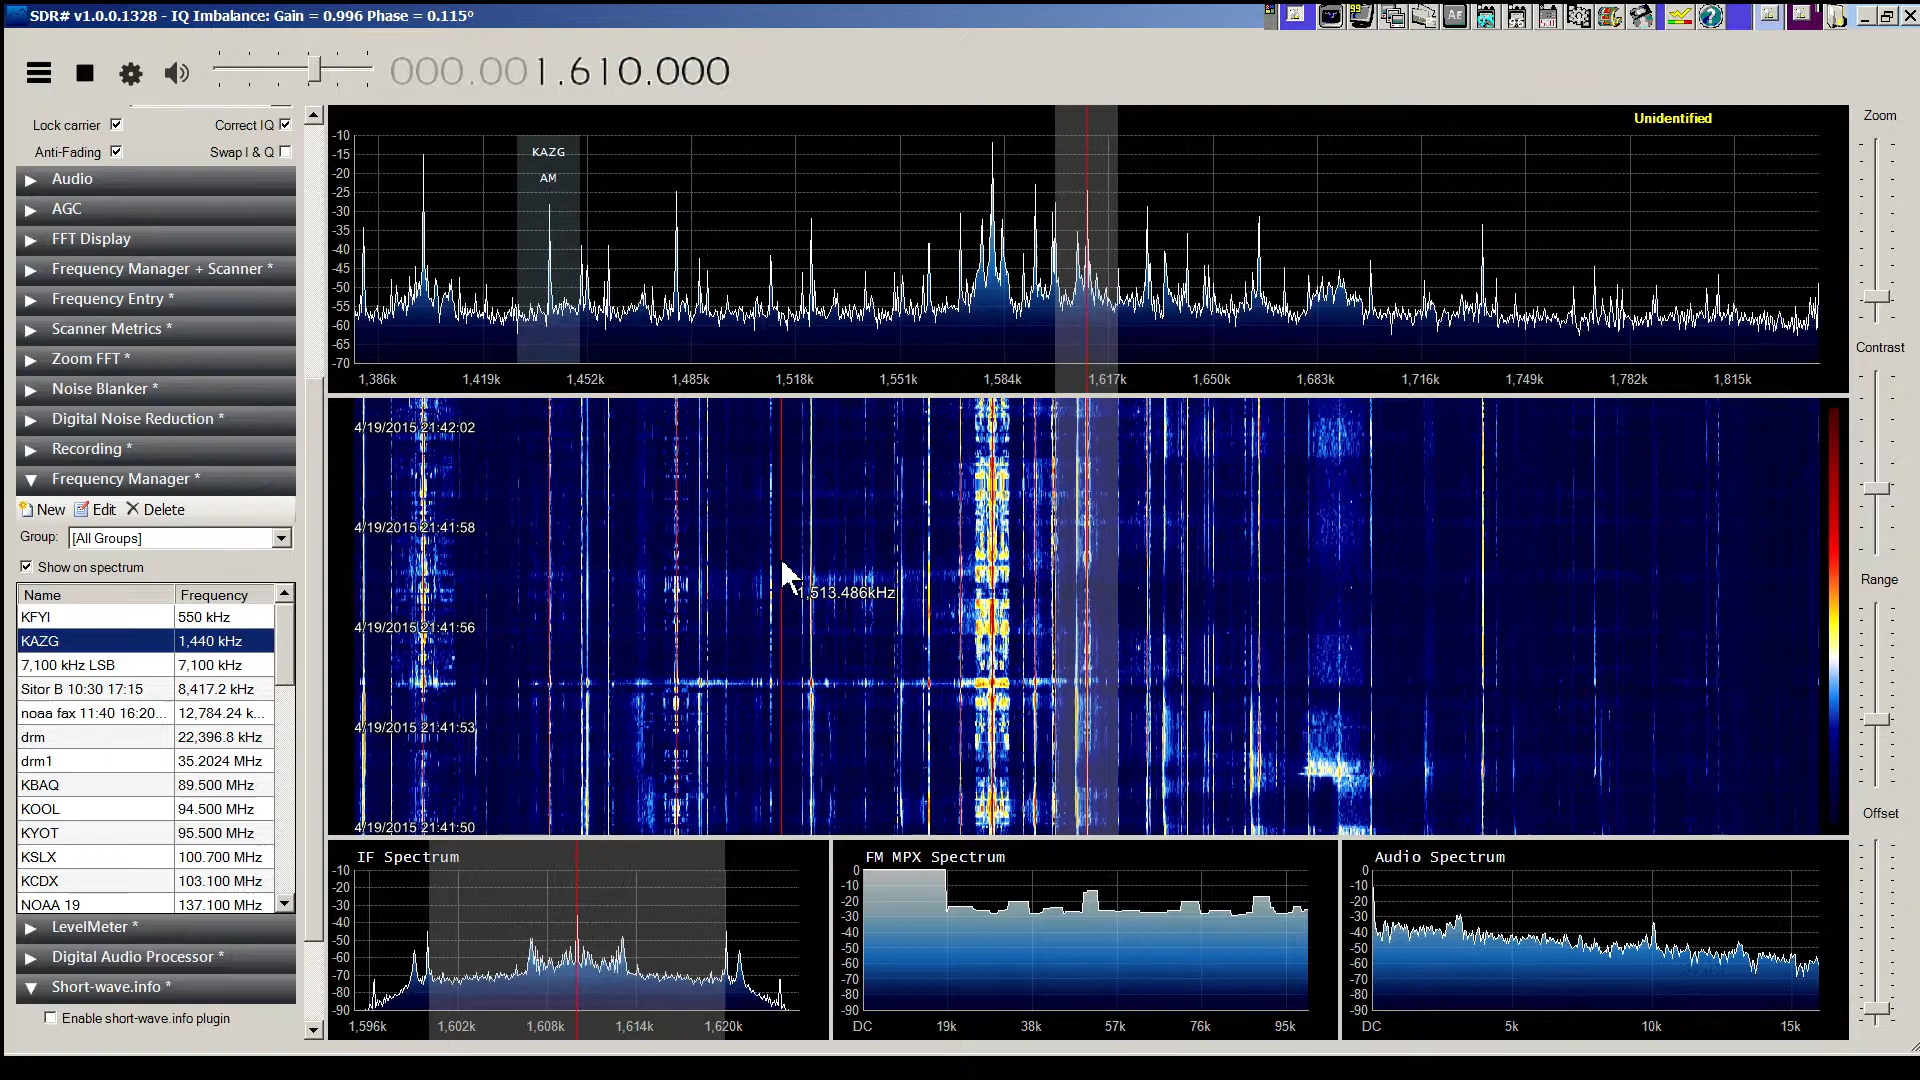 SDR# v1.0.0.1328 - IQ Imbalance: Gain = 0.996 Phase = 0.115°
000.001.610.000
Lock carrier Correct IQ
Anti-Fading Swap I & Q
Audio
AGC
FFT Display
Frequency Manager + Scanner *
Frequency Entry *
Scanner Metrics *
Zoom FFT *
Noise Blanker *
Digital Noise Reduction *
Recording *
Frequency Manager *
New Edit Delete
Group: [All Groups]
Show on spectrum
Name Frequency
KFYI 550 kHz
KAZG 1,440 kHz
7,100 kHz LSB 7,100 kHz
Sitor B 10:30 17:15 8,417.2 kHz
noaa fax 11:40 16:20... 12,784.24 k...
drm 22,396.8 kHz
drm1 35.2024 MHz
KBAQ 89.500 MHz
KOOL 94.500 MHz
KYOT 95.500 MHz
KSLX 100.700 MHz
KCDX 103.100 MHz
NOAA 19 137.100 MHz
LevelMeter *
Digital Audio Processor *
Short-wave.info *
Enable short-wave.info plugin
Unidentified
KAZG
AM
-10
-15
-20
-25
-30
-35
-40
-45
-50
-55
-60
-65
-70
1,386k 1,419k 1,452k 1,485k 1,518k 1,551k 1,584k 1,617k 1,650k 1,683k 1,716k 1,749k 1,782k 1,815k
4/19/2015 21:42:02
4/19/2015 21:41:58
1,513.486kHz
4/19/2015 21:41:56
4/19/2015 21:41:53
4/19/2015 21:41:50
IF Spectrum
-10
-20
-30
-40
-50
-60
-70
-80
-90
1,596k 1,602k 1,608k 1,614k 1,620k
FM MPX Spectrum
0
-10
-20
-30
-40
-50
-60
-70
-80
-90
DC 19k 38k 57k 76k 95k
Audio Spectrum
0
-10
-20
-30
-40
-50
-60
-70
-80
-90
DC 5k 10k 15k
Zoom
Contrast
Range
Offset